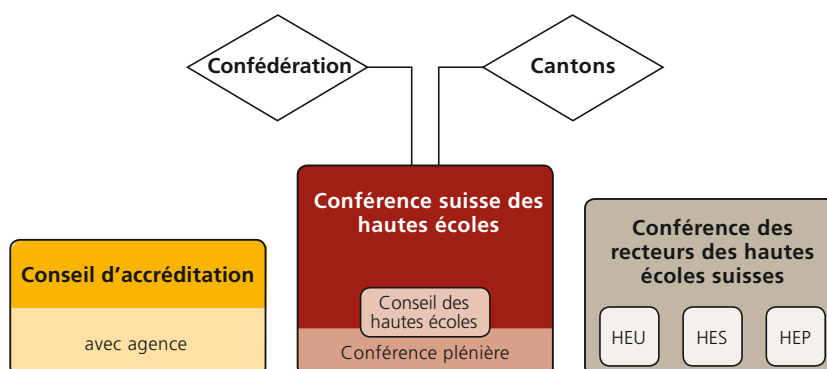 Confédération
Cantons
Conférence suisse des
hautes écoles
Conseil des
hautes écoles
Conférence plénière
Conseil d'accréditation
avec agence
Conférence des
recteurs des hautes
écoles suisses
HEU
HES
HEP